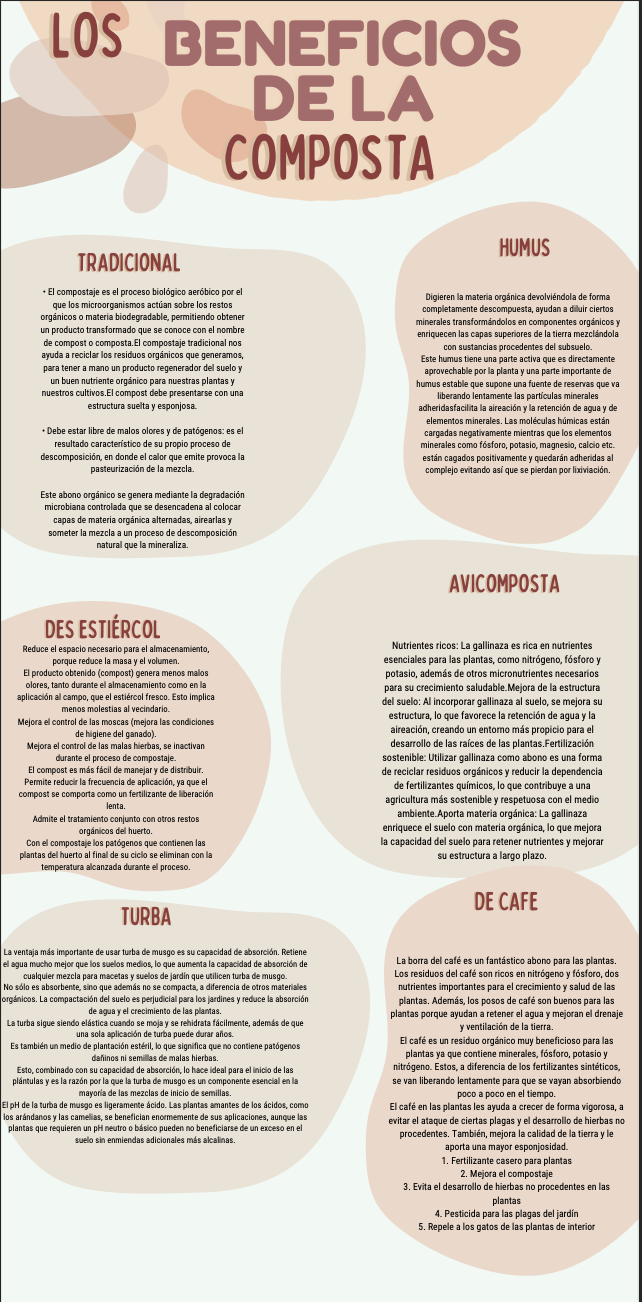 LOS
BENEFICIOS
DE LA
COMPOSTA
TRADICIONAL
• El compostaje es el proceso biológico aeróbico por el
que los microorganismos actúan sobre los restos
orgánicos o materia biodegradable, permitiendo obtener
un producto transformado que se conoce con el nombre
de compost o composta.El compostaje tradicional nos
ayuda a reciclar los residuos orgánicos que generamos,
para tener a mano un producto regenerador del suelo y
un buen nutriente orgánico para nuestras plantas y
nuestros cultivos.El compost debe presentarse con una
estructura suelta y esponjosa.
• Debe estar libre de malos olores y de patógenos: es el
resultado característico de su propio proceso de
descomposición, en donde el calor que emite provoca la
pasteurización de la mezcla.
Este abono orgánico se genera mediante la degradación
microbiana controlada que se desencadena al colocar
capas de materia orgánica alternadas, airearlas y
someter la mezcla a un proceso de descomposición
natural que la mineraliza.
HUMUS
Digieren la materia orgánica devolviéndola de forma
completamente descompuesta, ayudan a diluir ciertos
minerales transformándolos en componentes orgánicos y
enriquecen las capas superiores de la tierra mezclándola
con sustancias procedentes del subsuelo.
Este humus tiene una parte activa que es directamente
aprovechable por la planta y una parte importante de
humus estable que supone una fuente de reservas que va
liberando lentamente las partículas minerales
adheridasfacilita la aireación y la retención de agua y de
elementos minerales. Las moléculas húmicas están
cargadas negativamente mientras que los elementos
minerales como fósforo, potasio, magnesio, calcio etc.
están cagados positivamente y quedarán adheridas al
complejo evitando así que se pierdan por lixiviación.
AVICOMPOSTA
Nutrientes ricos: La gallinaza es rica en nutrientes
esenciales para las plantas, como nitrógeno, fósforo y
potasio, además de otros micronutrientes necesarios
para su crecimiento saludable.Mejora de la estructura
del suelo: Al incorporar gallinaza al suelo, se mejora su
estructura, lo que favorece la retención de agua y la
aireación, creando un entorno más propicio para el
desarrollo de las raíces de las plantas.Fertilización
sostenible: Utilizar gallinaza como abono es una forma
de reciclar residuos orgánicos y reducir la dependencia
de fertilizantes químicos, lo que contribuye a una
agricultura más sostenible y respetuosa con el medio
ambiente.Aporta materia orgánica: La gallinaza
enriquece el suelo con materia orgánica, lo que mejora
la capacidad del suelo para retener nutrientes y mejorar
su estructura a largo plazo.
DES ESTIÉRCOL
Reduce el espacio necesario para el almacenamiento,
porque reduce la masa y el volumen.
El producto obtenido (compost) genera menos malos
olores, tanto durante el almacenamiento como en la
aplicación al campo, que el estiércol fresco. Esto implica
menos molestias al vecindario.
Mejora el control de las moscas (mejora las condiciones
de higiene del ganado).
Mejora el control de las malas hierbas, se inactivan
durante el proceso de compostaje.
El compost es más fácil de manejar y de distribuir.
Permite reducir la frecuencia de aplicación, ya que el
compost se comporta como un fertilizante de liberación
lenta.
Admite el tratamiento conjunto con otros restos
orgánicos del huerto.
Con el compostaje los patógenos que contienen las
plantas del huerto al final de su ciclo se eliminan con la
temperatura alcanzada durante el proceso.
TURBA
La ventaja más importante de usar turba de musgo es su capacidad de absorción. Retiene
el agua mucho mejor que los suelos medios, lo que aumenta la capacidad de absorción de
cualquier mezcla para macetas y suelos de jardín que utilicen turba de musgo.
No sólo es absorbente, sino que además no se compacta, a diferencia de otros materiales
orgánicos. La compactación del suelo es perjudicial para los jardines y reduce la absorción
de agua y el crecimiento de las plantas.
La turba sigue siendo elástica cuando se moja y se rehidrata fácilmente, además de que
una sola aplicación de turba puede durar años.
Es también un medio de plantación estéril, lo que significa que no contiene patógenos
dañinos ni semillas de malas hierbas.
Esto, combinado con su capacidad de absorción, lo hace ideal para el inicio de las
plántulas y es la razón por la que la turba de musgo es un componente esencial en la
mayoría de las mezclas de inicio de semillas.
El pH de la turba de musgo es ligeramente ácido. Las plantas amantes de los ácidos, como
los arándanos y las camelias, se benefician enormemente de sus aplicaciones, aunque las
plantas que requieren un pH neutro o básico pueden no beneficiarse de un exceso en el
suelo sin enmiendas adicionales más alcalinas.
DE CAFE
La borra del café es un fantástico abono para las plantas.
Los residuos del café son ricos en nitrógeno y fósforo, dos
nutrientes importantes para el crecimiento y salud de las
plantas. Además, los posos de café son buenos para las
plantas porque ayudan a retener el agua y mejoran el drenaje
y ventilación de la tierra.
El café es un residuo orgánico muy beneficioso para las
plantas ya que contiene minerales, fósforo, potasio y
nitrógeno. Estos, a diferencia de los fertilizantes sintéticos,
se van liberando lentamente para que se vayan absorbiendo
poco a poco en el tiempo.
El café en las plantes les ayuda a crecer de forma vigorosa, a
evitar el ataque de ciertas plagas y el desarrollo de hierbas no
procedentes. También, mejora la calidad de la tierra y le
aporta una mayor esponjosidad.
1. Fertilizante casero para plantas
2. Mejora el compostaje
3. Evita el desarrollo de hierbas no procedentes en las
plantas
4. Pesticida para las plagas del jardín
5. Repele a los gatos de las plantas de interior